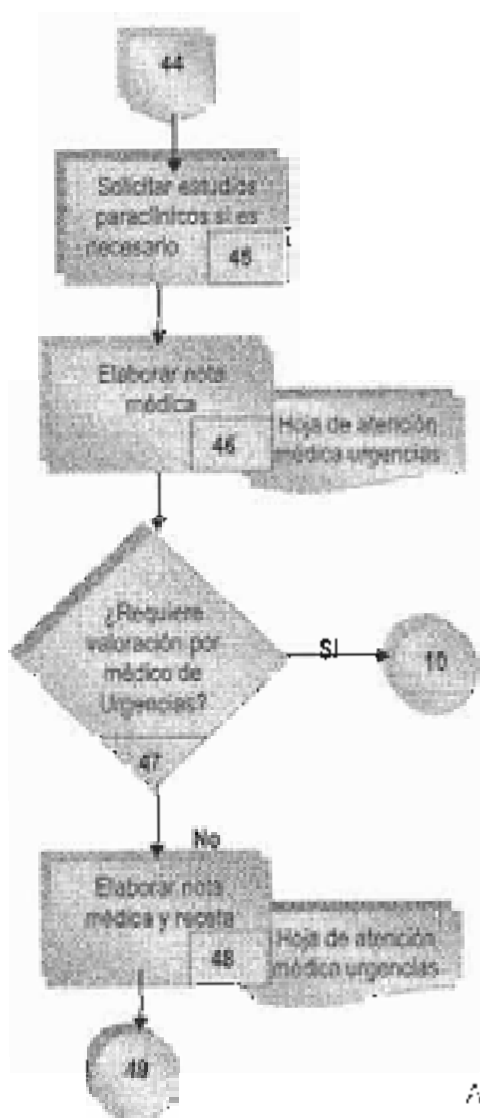 44
Solicitar estudios
paraclínicos si es
necesario
45
Elaborar nota
médica
46
Hoja de atención
médica urgencias
¿Requiere
valoración por
médico de
Urgencias?
47
SI
10
No
Elaborar nota
médica y receta
48
Hoja de atención
médica urgencias
49